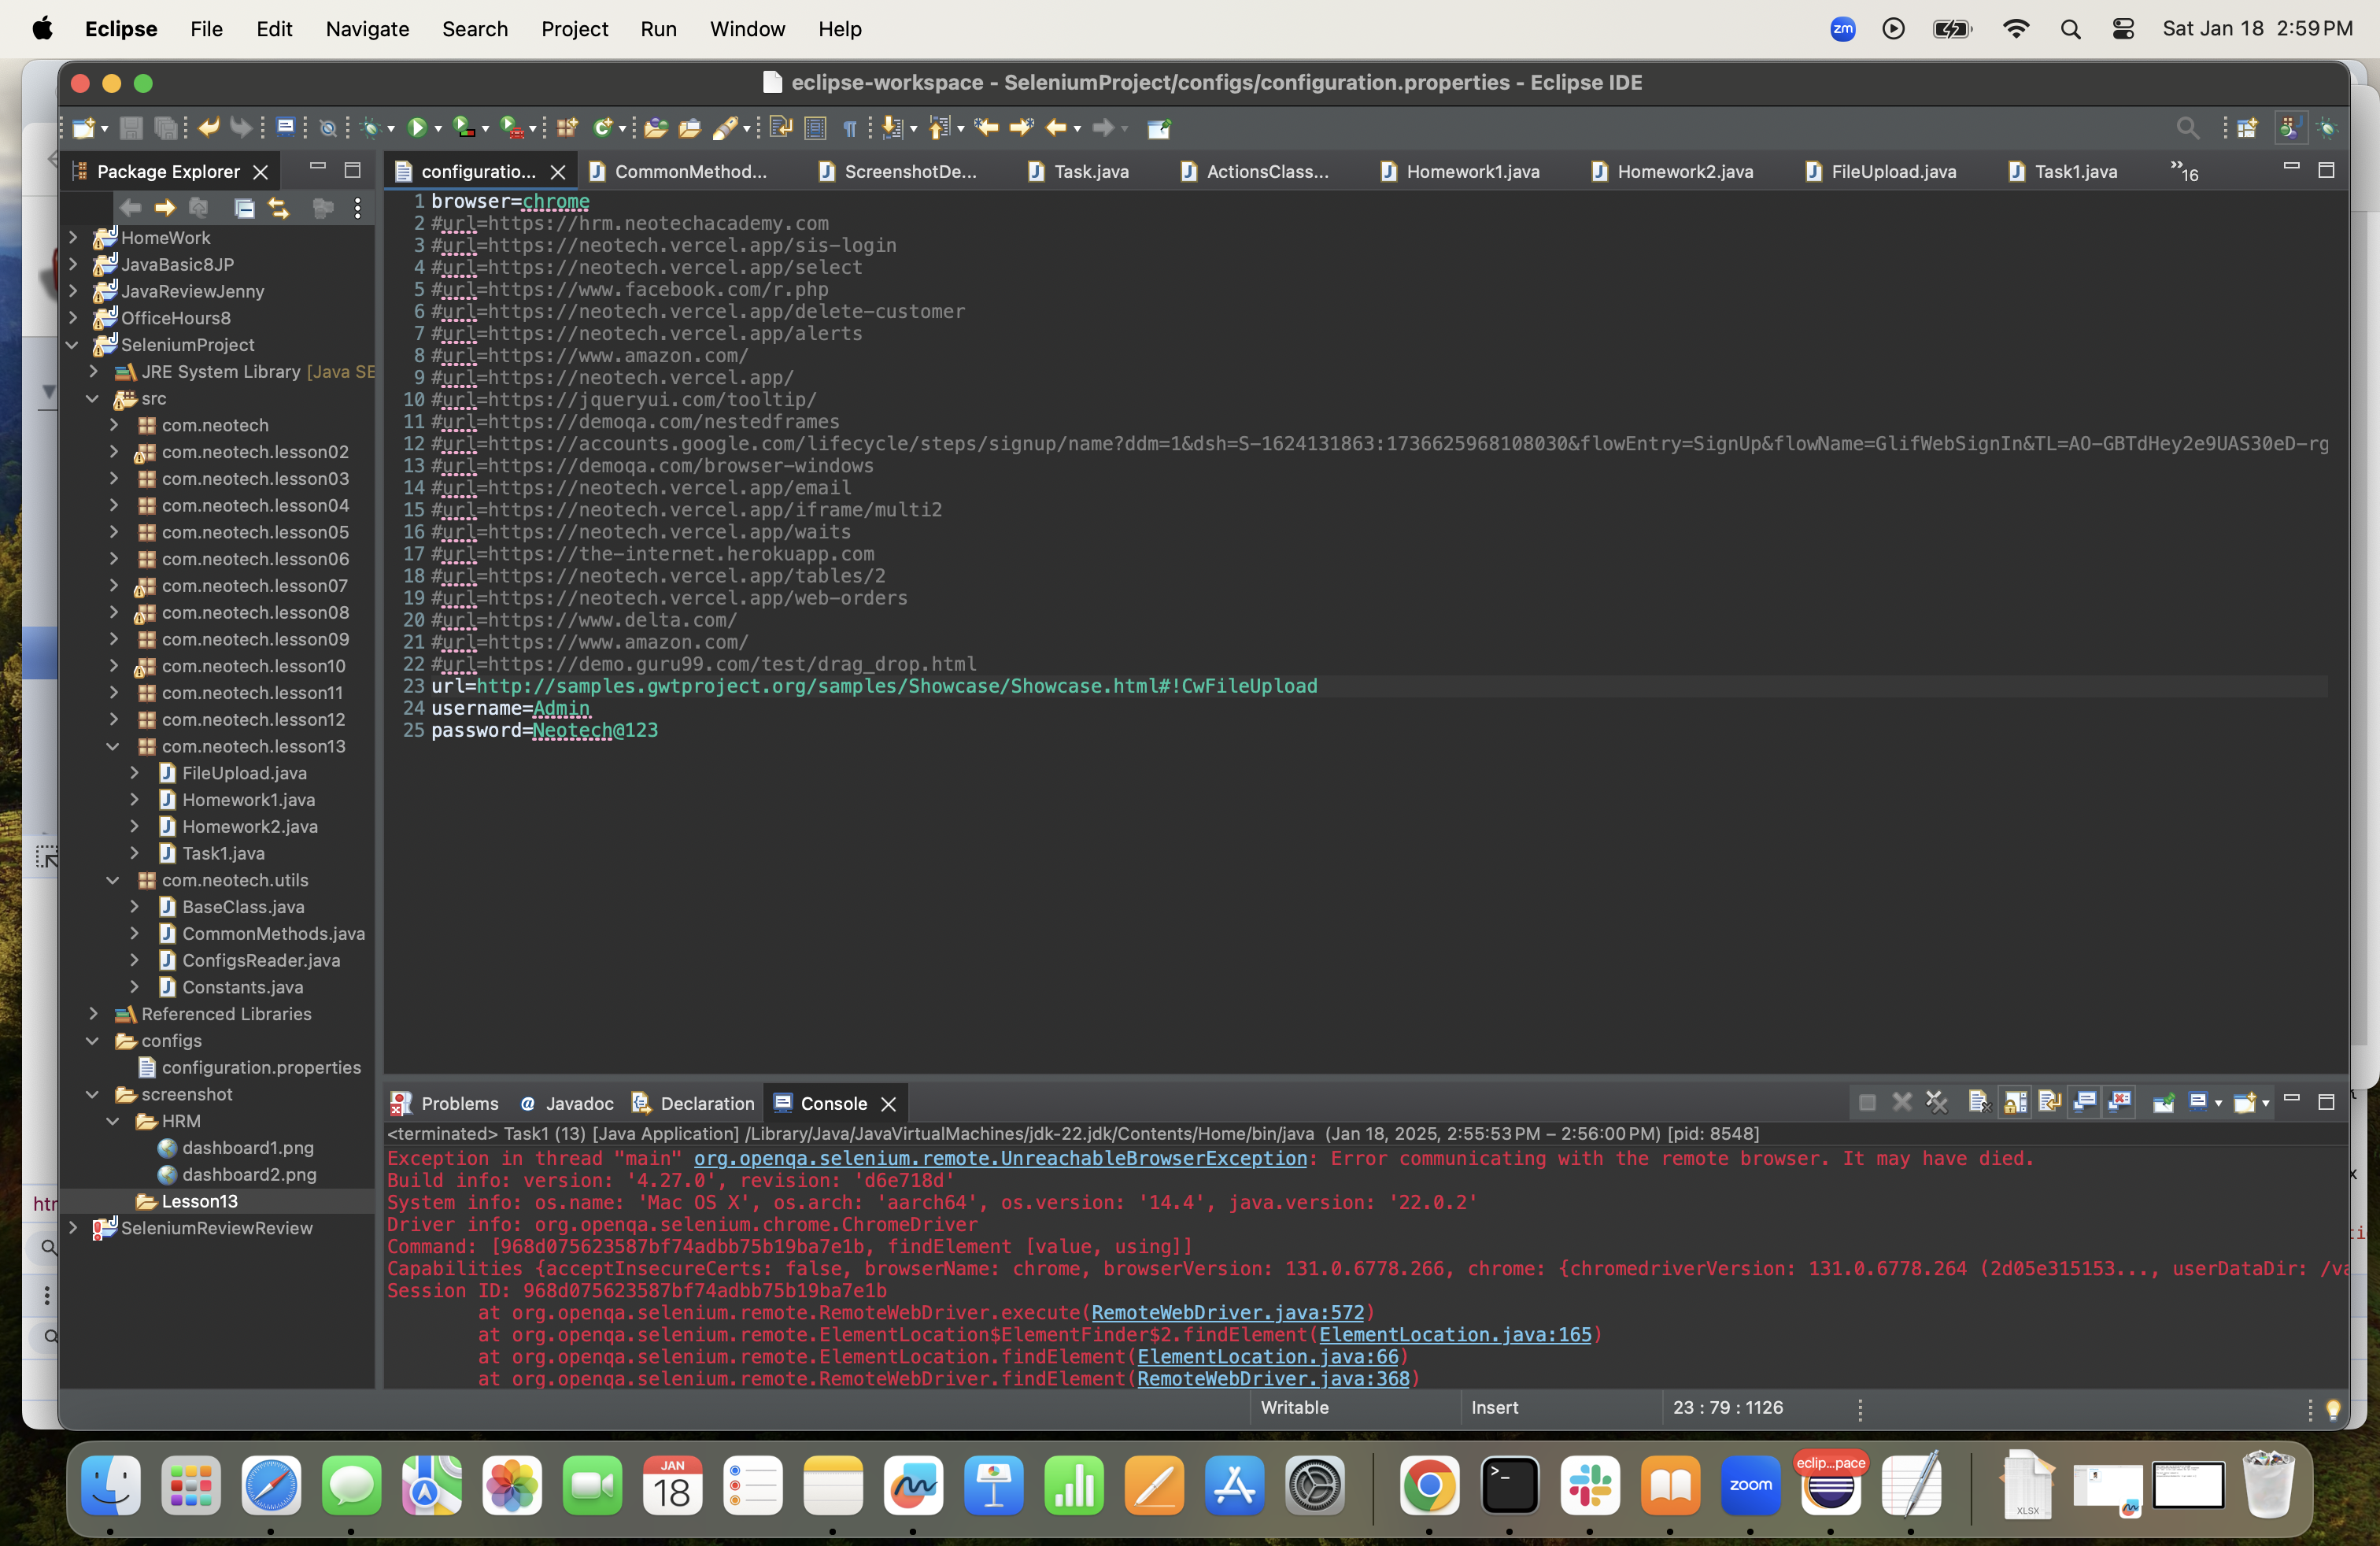 Eclipse File Edit Navigate Search Project Run Window Help zm Sat Jan 18 2:59 PM
eclipse-workspace - SeleniumProject/configs/configuration.properties - Eclipse IDE
Package Explorer
HomeWork
JavaBasic8JP
JavaReviewJenny
OfficeHours8
SeleniumProject
JRE System Library [Java SE
src
com.neotech
com.neotech.lesson02
com.neotech.lesson03
com.neotech.lesson04
com.neotech.lesson05
com.neotech.lesson06
com.neotech.lesson07
com.neotech.lesson08
com.neotech.lesson09
com.neotech.lesson10
com.neotech.lesson11
com.neotech.lesson12
com.neotech.lesson13
FileUpload.java
Homework1.java
Homework2.java
Task1.java
com.neotech.utils
BaseClass.java
CommonMethods.java
ConfigsReader.java
Constants.java
Referenced Libraries
configs
configuration.properties
screenshot
HRM
dashboard1.png
dashboard2.png
Lesson13
SeleniumReviewReview
configuratio... CommonMethod... ScreenshotDe... Task.java ActionsClass... Homework1.java Homework2.java FileUpload.java Task1.java »16
1 browser=chrome
2 #url=https://hrm.neotechacademy.com
3 #url=https://neotech.vercel.app/sis-login
4 #url=https://neotech.vercel.app/select
5 #url=https://www.facebook.com/r.php
6 #url=https://neotech.vercel.app/delete-customer
7 #url=https://neotech.vercel.app/alerts
8 #url=https://www.amazon.com/
9 #url=https://neotech.vercel.app/
10 #url=https://jqueryui.com/tooltip/
11 #url=https://demoqa.com/nestedframes
12 #url=https://accounts.google.com/lifecycle/steps/signup/name?ddm=1&dsh=S-1624131863:1736625968108030&flowEntry=SignUp&flowName=GlifWebSignIn&TL=AO-GBTdHey2e9UAS30eD-rg
13 #url=https://demoqa.com/browser-windows
14 #url=https://neotech.vercel.app/email
15 #url=https://neotech.vercel.app/iframe/multi2
16 #url=https://neotech.vercel.app/waits
17 #url=https://the-internet.herokuapp.com
18 #url=https://neotech.vercel.app/tables/2
19 #url=https://neotech.vercel.app/web-orders
20 #url=https://www.delta.com/
21 #url=https://www.amazon.com/
22 #url=https://demo.guru99.com/test/drag_drop.html
23 url=http://samples.gwtproject.org/samples/Showcase/Showcase.html#!CwFileUpload
24 username=Admin
25 password=Neotech@123
Problems @ Javadoc Declaration Console
<terminated> Task1 (13) [Java Application] /Library/Java/JavaVirtualMachines/jdk-22.jdk/Contents/Home/bin/java (Jan 18, 2025, 2:55:53 PM – 2:56:00 PM) [pid: 8548]
Exception in thread "main" org.openqa.selenium.remote.UnreachableBrowserException: Error communicating with the remote browser. It may have died.
Build info: version: '4.27.0', revision: 'd6e718d'
System info: os.name: 'Mac OS X', os.arch: 'aarch64', os.version: '14.4', java.version: '22.0.2'
Driver info: org.openqa.selenium.chrome.ChromeDriver
Command: [968d075623587bf74adbb75b19ba7e1b, findElement [value, using]]
Capabilities {acceptInsecureCerts: false, browserName: chrome, browserVersion: 131.0.6778.266, chrome: {chromedriverVersion: 131.0.6778.264 (2d05e315153..., userDataDir: /va
Session ID: 968d075623587bf74adbb75b19ba7e1b
at org.openqa.selenium.remote.RemoteWebDriver.execute(RemoteWebDriver.java:572)
at org.openqa.selenium.remote.ElementLocation$ElementFinder$2.findElement(ElementLocation.java:165)
at org.openqa.selenium.remote.ElementLocation.findElement(ElementLocation.java:66)
at org.openqa.selenium.remote.RemoteWebDriver.findElement(RemoteWebDriver.java:368)
Writable Insert 23 : 79 : 1126
htr
JAN
18
zoom
eclip...pace
XLSX